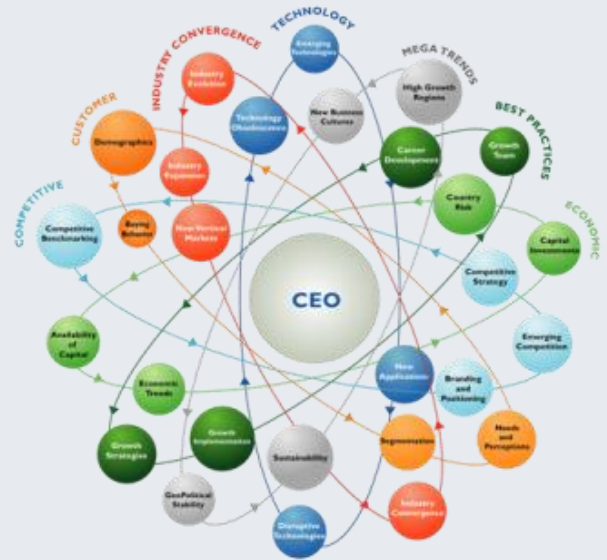 TECHNOLOGY
INDUSTRY CONVERGENCE
MEGA TRENDS
CUSTOMER
BEST PRACTICES
COMPETITIVE
ECONOMIC
Emerging
Technologies
Industry
Evolution
High Growth
Regions
New Business
Cultures
Technology
Obsolescence
Demographics
Career
Development
Growth
Team
Industry
Expansion
Country
Risk
Buying
Behavior
New Vertical
Markets
Competitive
Benchmarking
Capital
Investments
Competitive
Strategy
CEO
Availability
of
Capital
Emerging
Competition
New
Applications
Economic
Trends
Branding
and
Positioning
Growth
Strategies
Growth
Implementation
Segmentation
Needs
and
Perceptions
Sustainability
GeoPolitical
Stability
Industry
Convergence
Disruptive
Technologies